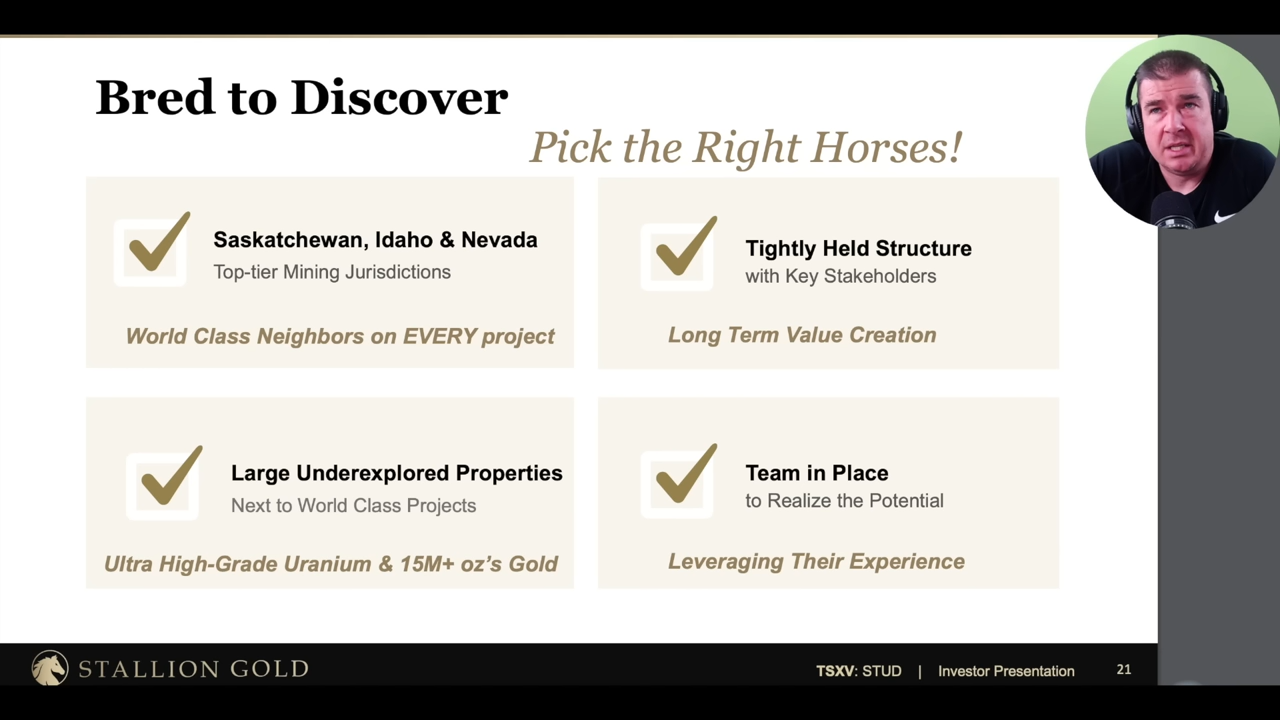 Bred to Discover
Pick the Right Horses!
Saskatchewan, Idaho & Nevada
Top-tier Mining Jurisdictions
World Class Neighbors on EVERY project
Tightly Held Structure
with Key Stakeholders
Long Term Value Creation
Large Underexplored Properties
Next to World Class Projects
Ultra High-Grade Uranium & 15M+ oz's Gold
Team in Place
to Realize the Potential
Leveraging Their Experience
STALLION GOLD
TSXV: STUD | Investor Presentation 21